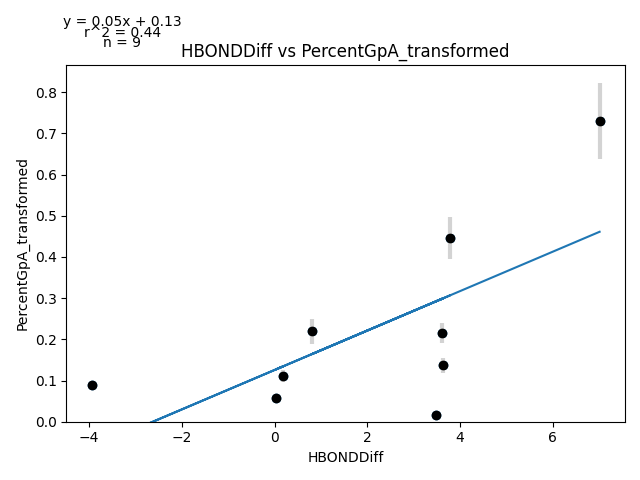 y = 0.05x + 0.13
r^2 = 0.44
n = 9
HBONDDiff vs PercentGpA_transformed
PercentGpA_transformed
0.8
0.7
0.6
0.5
0.4
0.3
0.2
0.1
0.0
−4
−2
0
2
4
6
HBONDDiff